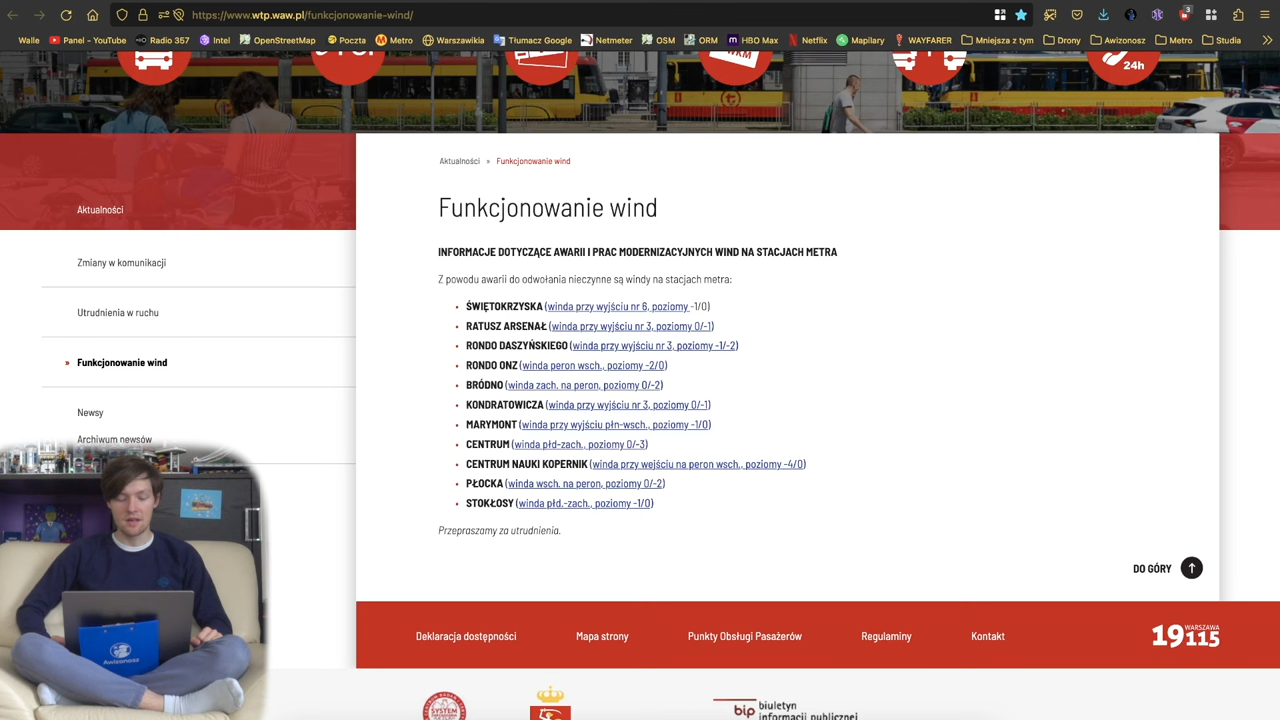 https://www.wtp.waw.pl/funkcjonowanie-wind/
3
Walle Panel - YouTube Radio 357 Intel OpenStreetMap Poczta Metro Warszawikia Tłumacz Google Netmeter OSM ORM HBO Max Netflix Mapilary WAYFARER Mniejsza z tym Drony Awizonosz Metro Studia
24h
Aktualności » Funkcjonowanie wind
Aktualności
Zmiany w komunikacji
Utrudnienia w ruchu
» Funkcjonowanie wind
Newsy
Archiwum newsów
Funkcjonowanie wind
INFORMACJE DOTYCZĄCE AWARII I PRAC MODERNIZACYJNYCH WIND NA STACJACH METRA
Z powodu awarii do odwołania nieczynne są windy na stacjach metra:
• ŚWIĘTOKRZYSKA (winda przy wyjściu nr 6, poziomy -1/0)
• RATUSZ ARSENAŁ (winda przy wyjściu nr 3, poziomy 0/-1)
• RONDO DASZYŃSKIEGO (winda przy wyjściu nr 3, poziomy -1/-2)
• RONDO ONZ (winda peron wsch., poziomy -2/0)
• BRÓDNO (winda zach. na peron, poziomy 0/-2)
• KONDRATOWICZA (winda przy wyjściu nr 3, poziomy 0/-1)
• MARYMONT (winda przy wyjściu płn-wsch., poziomy -1/0)
• CENTRUM (winda płd-zach., poziomy 0/-3)
• CENTRUM NAUKI KOPERNIK (winda przy wejściu na peron wsch., poziomy -4/0)
• PŁOCKA (winda wsch. na peron, poziomy 0/-2)
• STOKŁOSY (winda płd.-zach., poziomy -1/0)
Przepraszamy za utrudnienia.
DO GÓRY
Deklaracja dostępności Mapa strony Punkty Obsługi Pasażerów Regulaminy Kontakt
WARSZAWA
19115
Awizonosz
SYSTEM
bip biuletyn
informacji publicznej